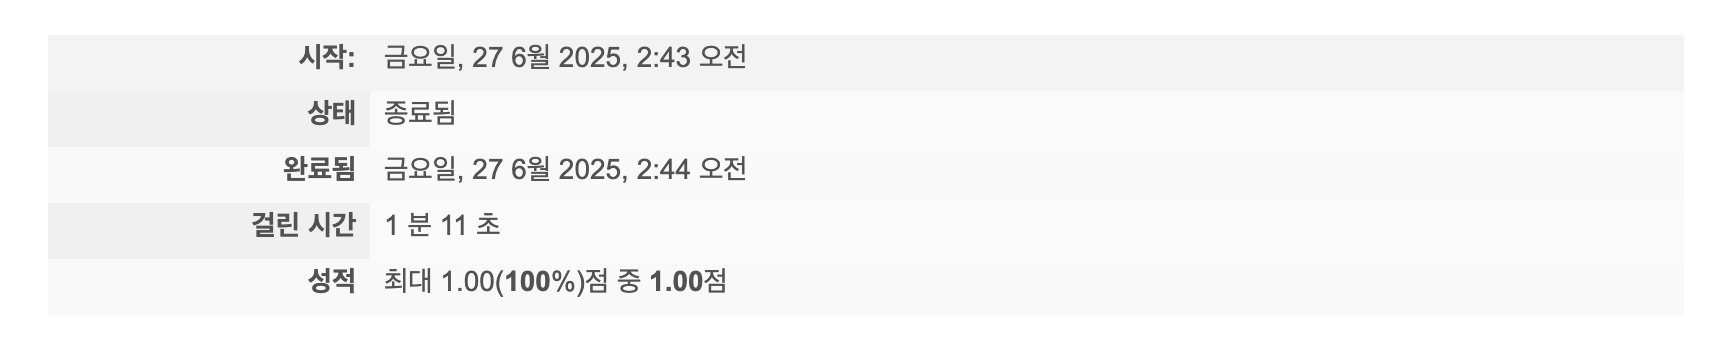 시작: 금요일, 27 6월 2025, 2:43 오전
상태 종료됨
완료됨 금요일, 27 6월 2025, 2:44 오전
걸린 시간 1 분 11 초
성적 최대 1.00(100%)점 중 1.00점